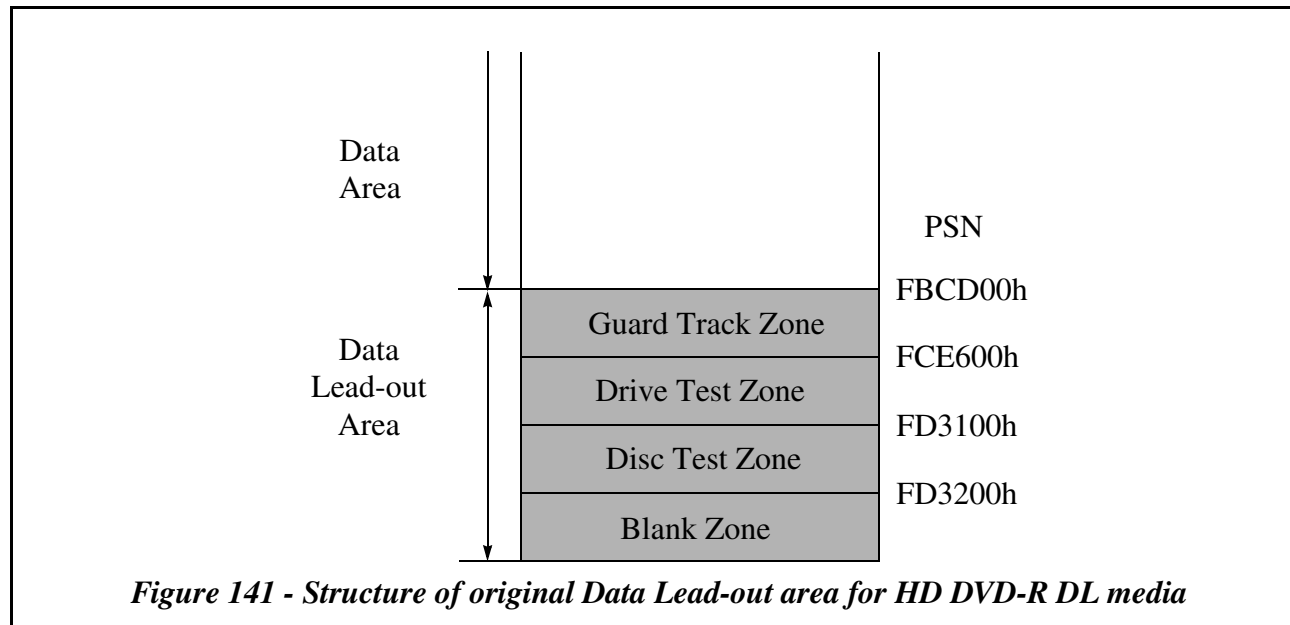 Data
Area
PSN
FBCD00h
Guard Track Zone
FCE600h
Data
Lead-out
Area
Drive Test Zone
FD3100h
Disc Test Zone
FD3200h
Blank Zone
Figure 141 - Structure of original Data Lead-out area for HD DVD-R DL media